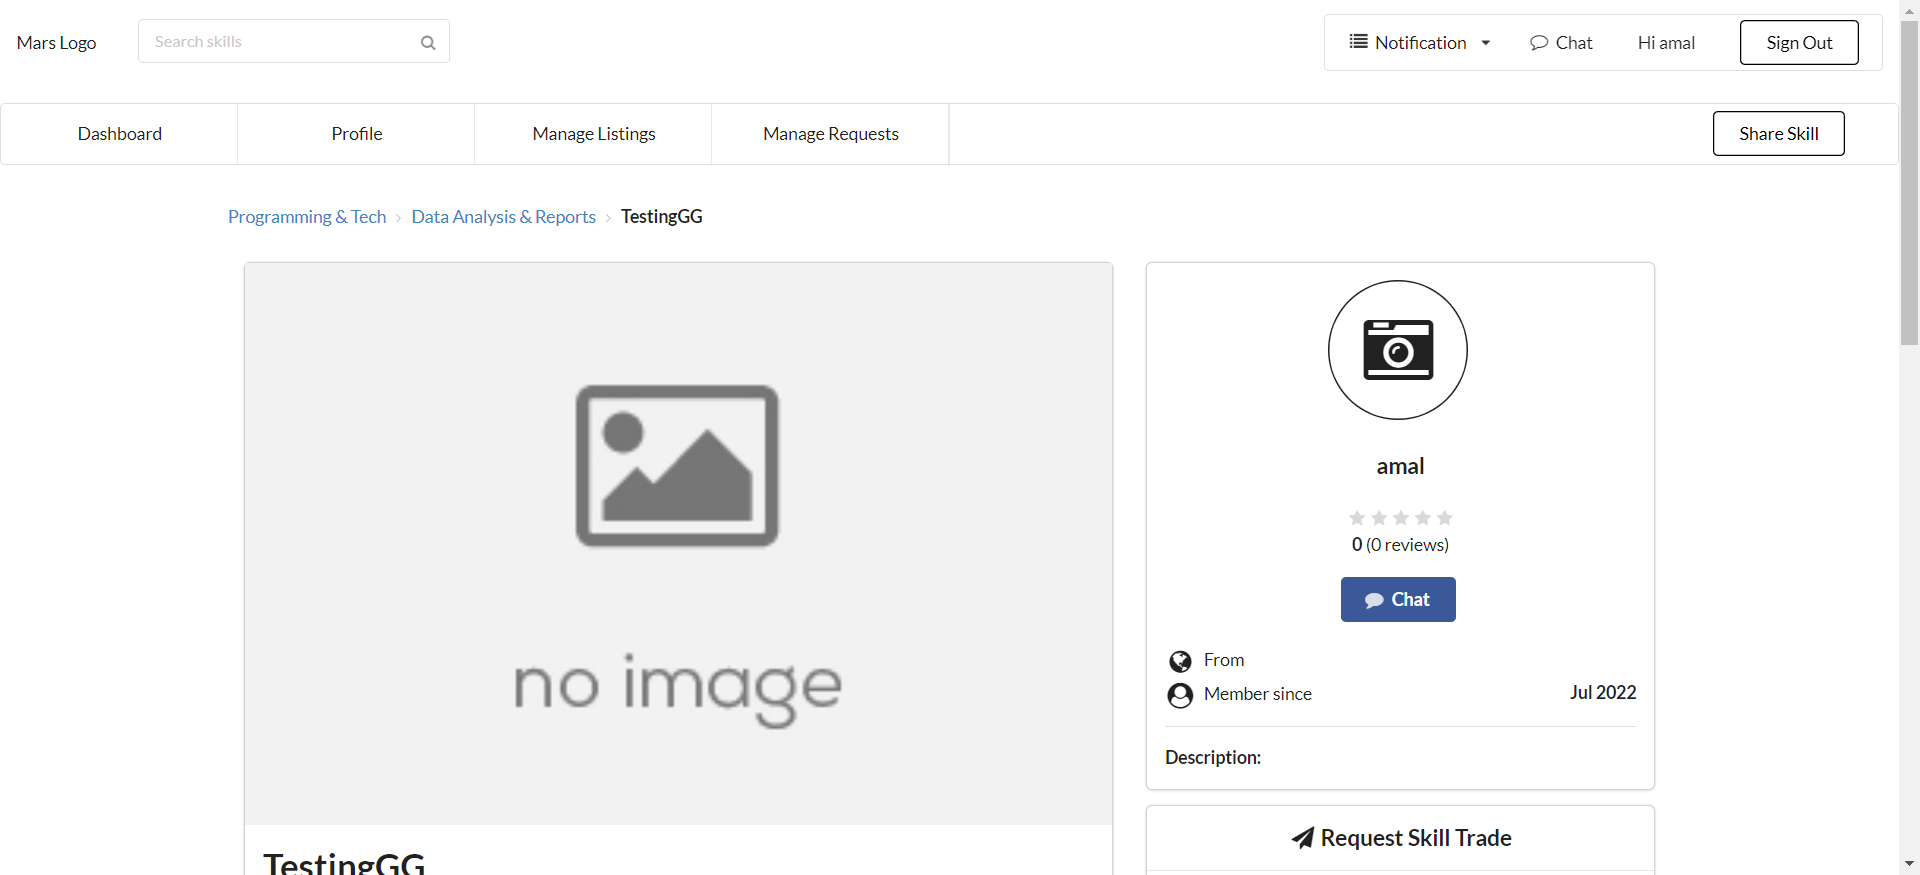 Mars Logo
Search skills
Notification
Chat
Hi amal
Sign Out
Dashboard
Profile
Manage Listings
Manage Requests
Share Skill
Programming & Tech
Data Analysis & Reports
TestingGG
no image
TestingGG
amal
0 (0 reviews)
Chat
From
Member since Jul 2022
Description:
Request Skill Trade